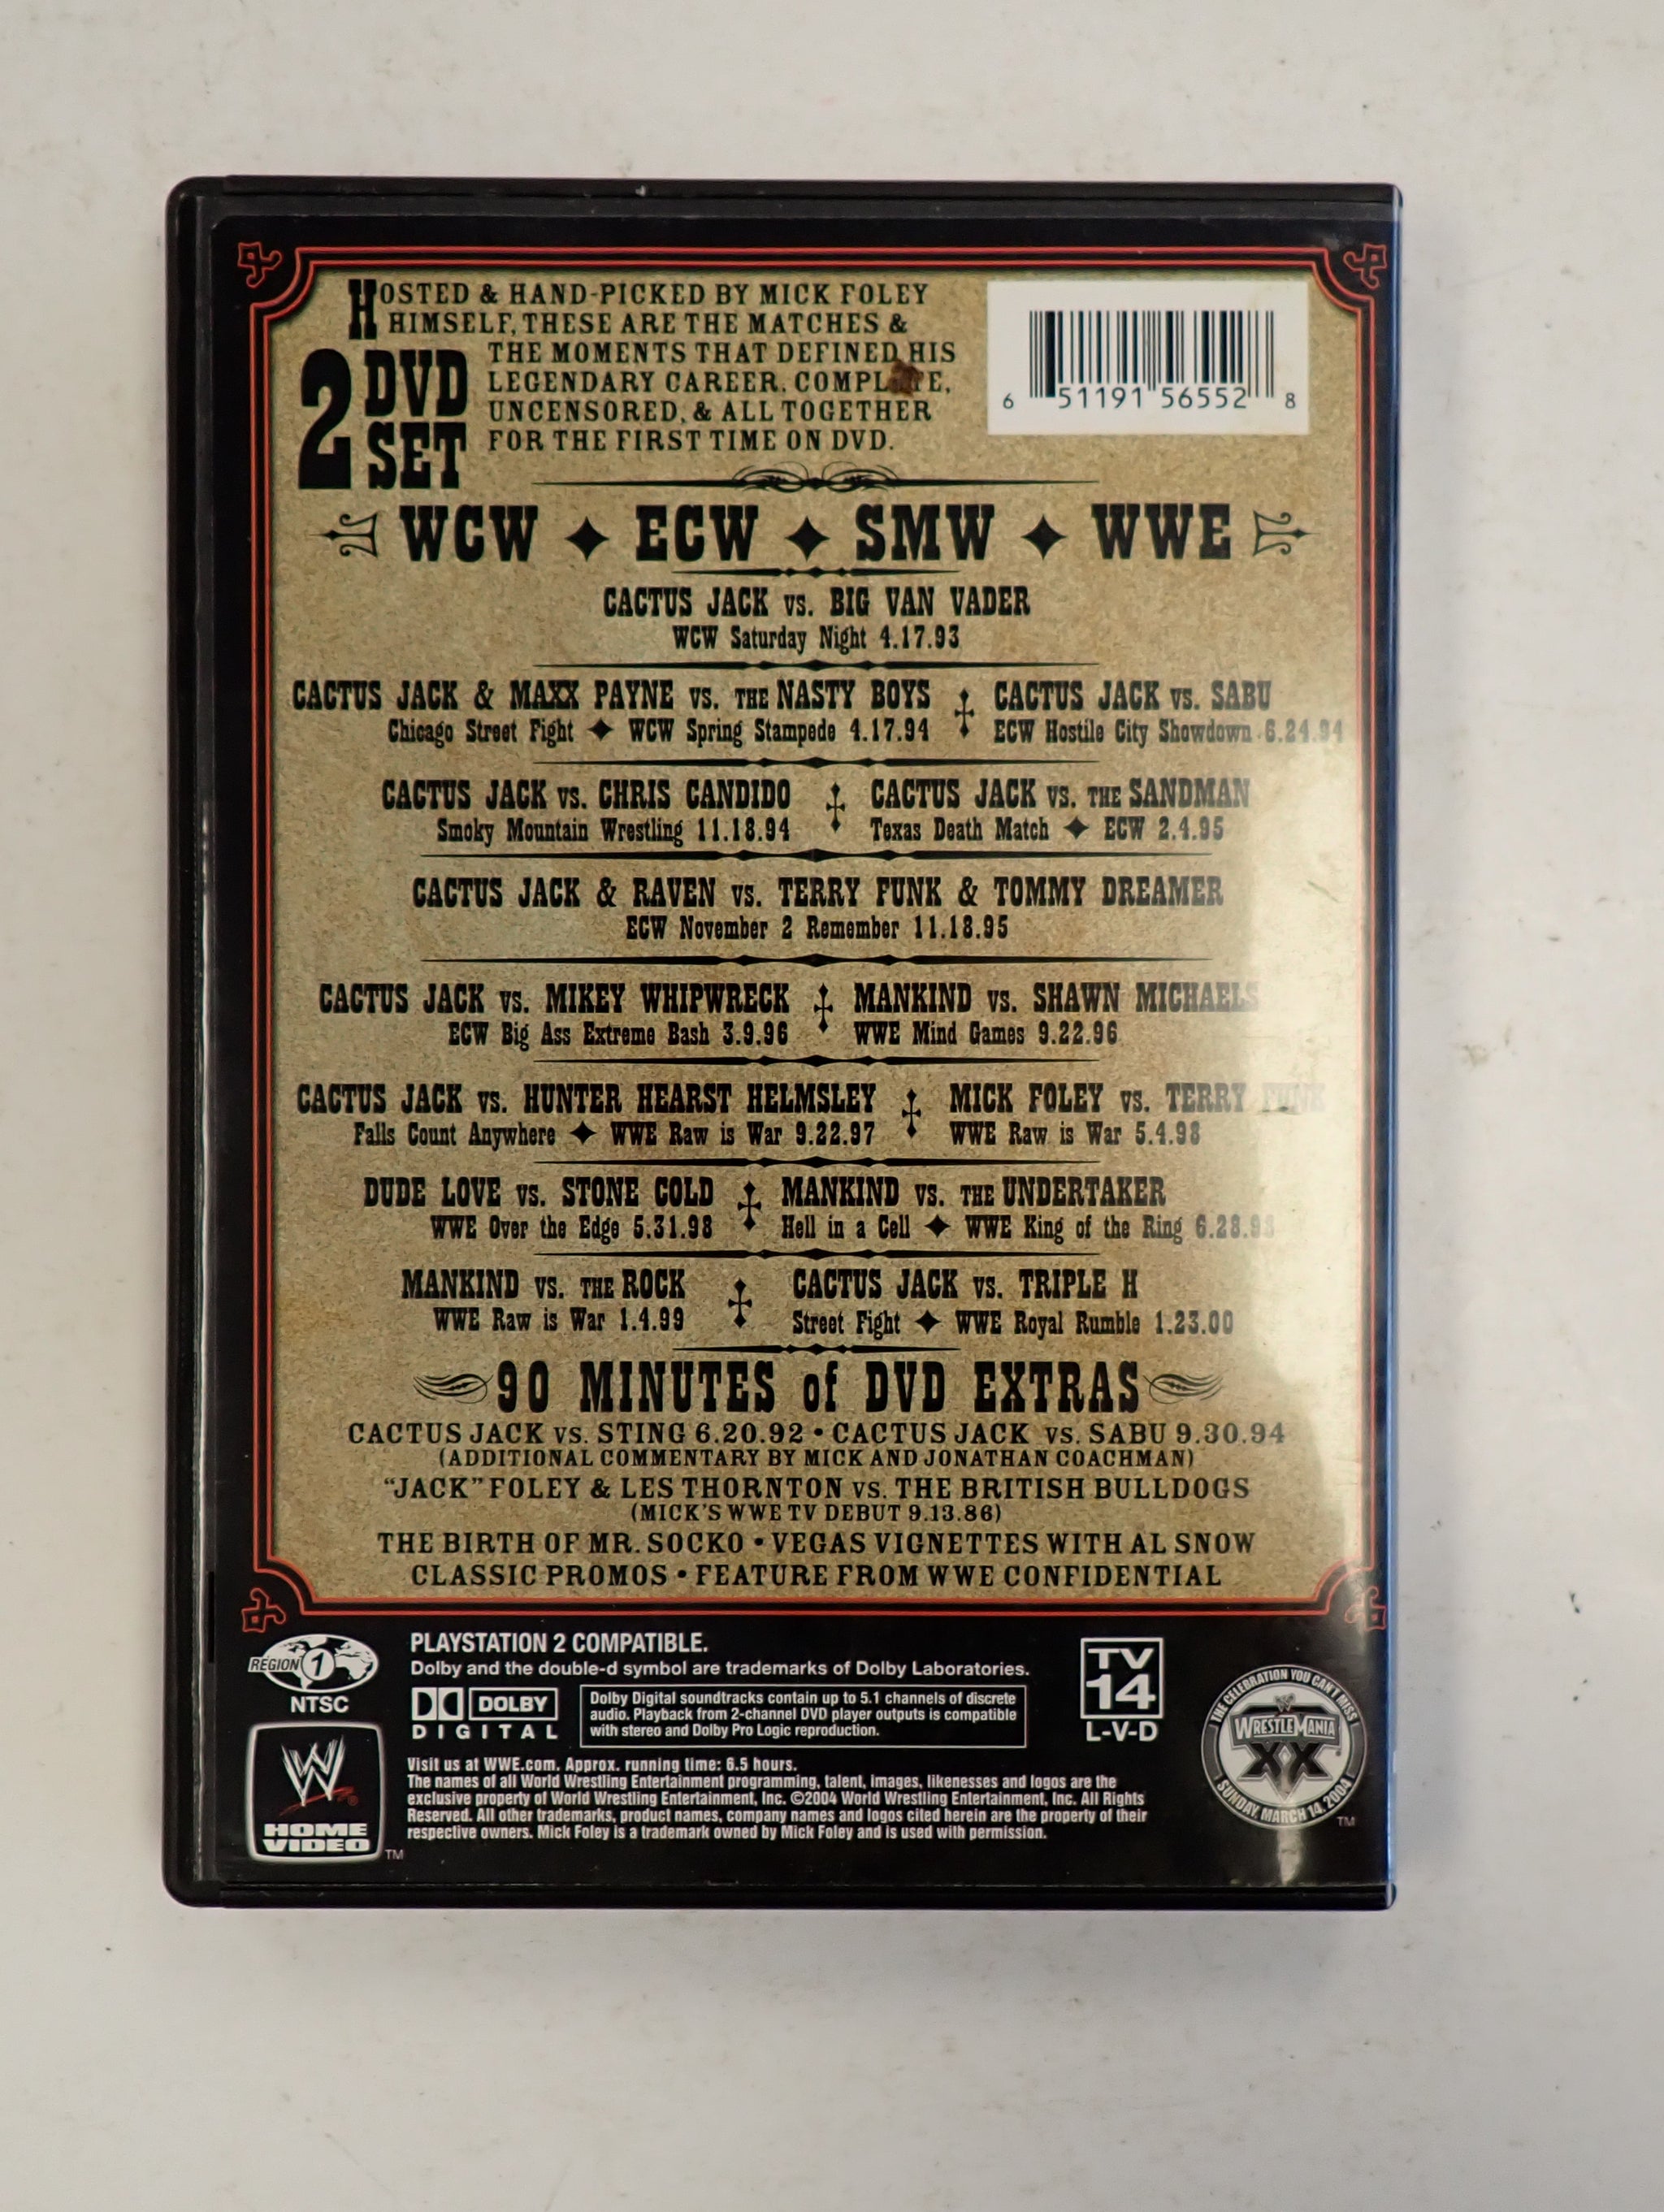 HOSTED & HAND-PICKED BY MICK FOLEY
HIMSELF, THESE ARE THE MATCHES &
THE MOMENTS THAT DEFINED HIS
LEGENDARY CAREER. COMPLETE,
UNCENSORED, & ALL TOGETHER
FOR THE FIRST TIME ON DVD.
2 DVD SET
6 51191 56552 8
WCW ECW SMW WWE
CACTUS JACK VS. BIG VAN VADER
WCW Saturday Night 4.17.93
CACTUS JACK & MAXX PAYNE VS. THE NASTY BOYS
Chicago Street Fight WCW Spring Stampede 4.17.94
CACTUS JACK VS. SABU
ECW Hostile City Showdown 6.24.94
CACTUS JACK VS. CHRIS CANDIDO
Smoky Mountain Wrestling 11.18.94
CACTUS JACK VS. THE SANDMAN
Texas Death Match ECW 2.4.95
CACTUS JACK & RAVEN VS. TERRY FUNK & TOMMY DREAMER
ECW November 2 Remember 11.18.95
CACTUS JACK VS. MIKEY WHIPWRECK
ECW Big Ass Extreme Bash 3.9.96
MANKIND VS. SHAWN MICHAELS
WWE Mind Games 9.22.96
CACTUS JACK VS. HUNTER HEARST HELMSLEY
Falls Count Anywhere WWE Raw is War 9.22.97
MICK FOLEY VS. TERRY FUNK
WWE Raw is War 5.4.98
DUDE LOVE VS. STONE COLD
WWE Over the Edge 5.31.98
MANKIND VS. THE UNDERTAKER
Hell in a Cell WWE King of the Ring 6.28.98
MANKIND VS. THE ROCK
WWE Raw is War 1.4.99
CACTUS JACK VS. TRIPLE H
Street Fight WWE Royal Rumble 1.23.00
90 MINUTES of DVD EXTRAS
CACTUS JACK VS. STING 6.20.92 • CACTUS JACK VS. SABU 9.30.94
(ADDITIONAL COMMENTARY BY MICK AND JONATHAN COACHMAN)
"JACK" FOLEY & LES THORNTON VS. THE BRITISH BULLDOGS
(MICK'S WWE TV DEBUT 9.13.86)
THE BIRTH OF MR. SOCKO • VEGAS VIGNETTES WITH AL SNOW
CLASSIC PROMOS • FEATURE FROM WWE CONFIDENTIAL
REGION 1
NTSC
PLAYSTATION 2 COMPATIBLE.
Dolby and the double-d symbol are trademarks of Dolby Laboratories.
DOLBY
DIGITAL
Dolby Digital soundtracks contain up to 5.1 channels of discrete
audio. Playback from 2-channel DVD player outputs is compatible
with stereo and Dolby Pro Logic reproduction.
TV
14
L-V-D
THE CELEBRATION YOU CAN'T MISS
WRESTLEMANIA
XX
SUNDAY, MARCH 14, 2004
TM
W
®
HOME
VIDEO
TM
Visit us at WWE.com. Approx. running time: 6.5 hours.
The names of all World Wrestling Entertainment programming, talent, images, likenesses and logos are the
exclusive property of World Wrestling Entertainment, Inc. ©2004 World Wrestling Entertainment, Inc. All Rights
Reserved. All other trademarks, product names, company names and logos cited herein are the property of their
respective owners. Mick Foley is a trademark owned by Mick Foley and is used with permission.